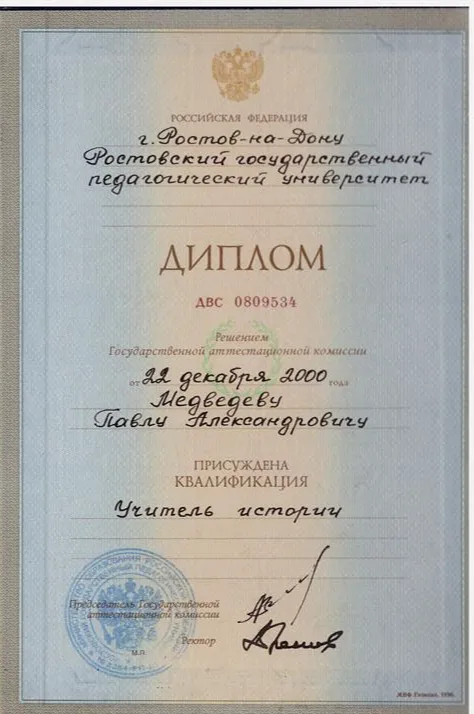 РОССИЙСКАЯ ФЕДЕРАЦИЯ
г. Ростов-на-Дону
Ростовский государственный
педагогический университет
ДИПЛОМ
ДВС 0809534
Решением
Государственной аттестационной комиссии
от 22 декабря 2000 года
Медведеву
Павлу Александровичу
ПРИСУЖДЕНА
КВАЛИФИКАЦИЯ
Учитель истории
Председатель Государственной
аттестационной комиссии
Ректор
М.П.